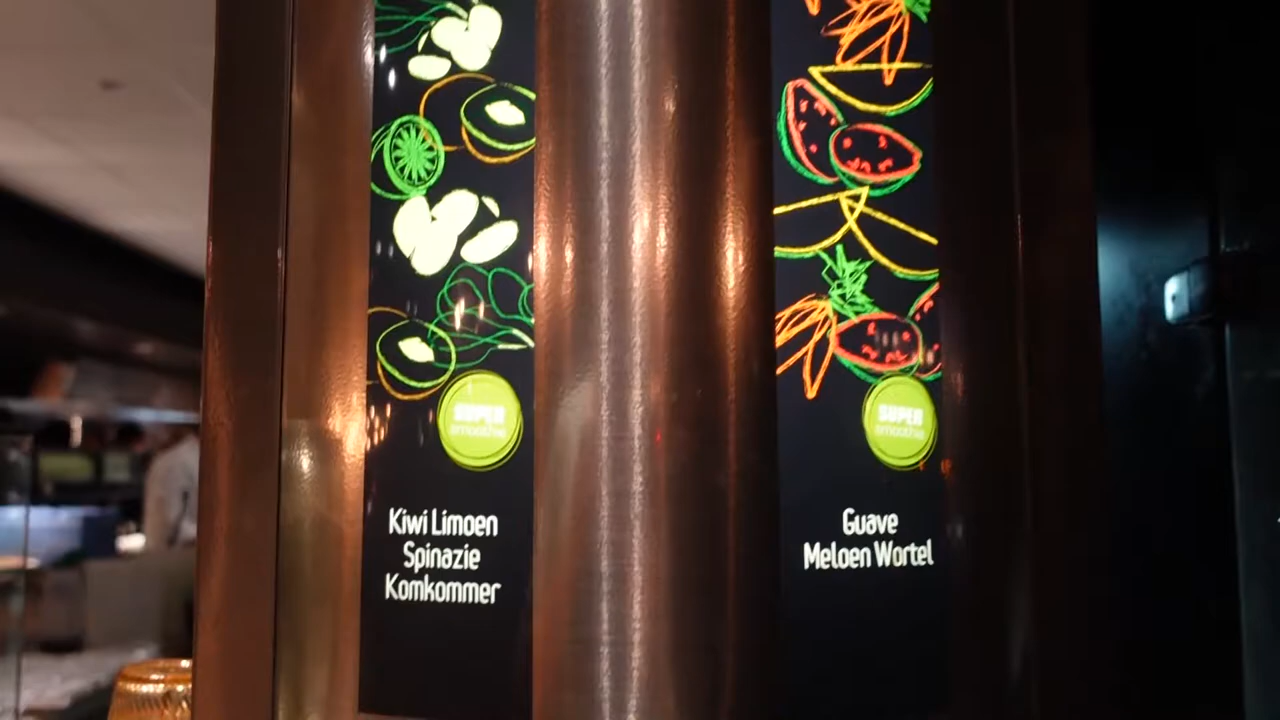 SUPER
smoothie
Kiwi Limoen
Spinazie
Komkommer
SUPER
smoothie
Guave
Meloen Wortel